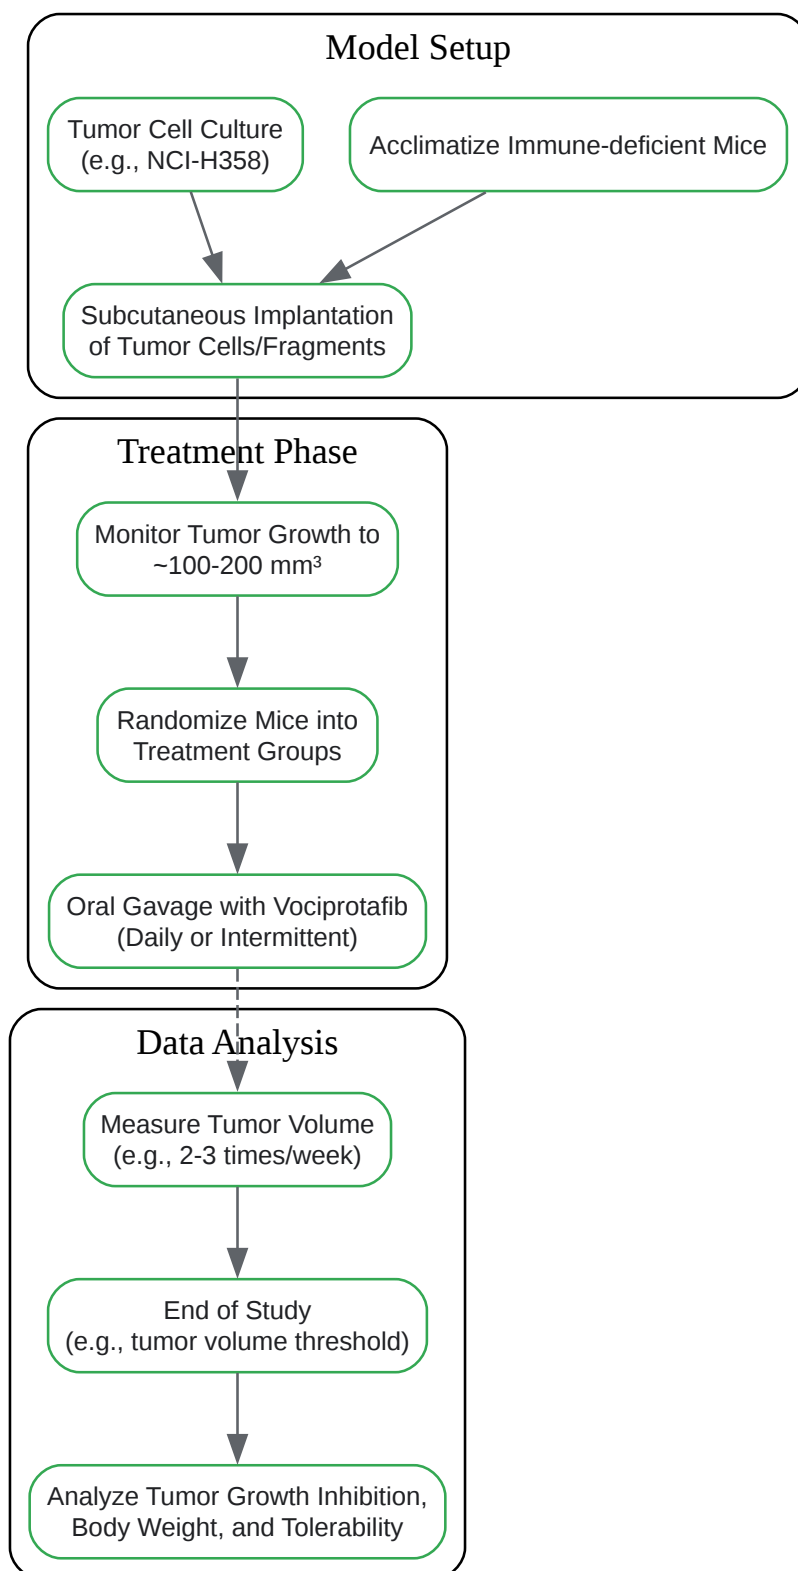 Model Setup
Tumor Cell Culture
(e.g., NCI-H358)
Acclimatize Immune-deficient Mice
Subcutaneous Implantation
of Tumor Cells/Fragments
Treatment Phase
Monitor Tumor Growth to
~100-200 mm³
Randomize Mice into
Treatment Groups
Oral Gavage with Vociprotafib
(Daily or Intermittent)
Data Analysis
Measure Tumor Volume
(e.g., 2-3 times/week)
End of Study
(e.g., tumor volume threshold)
Analyze Tumor Growth Inhibition,
Body Weight, and Tolerability